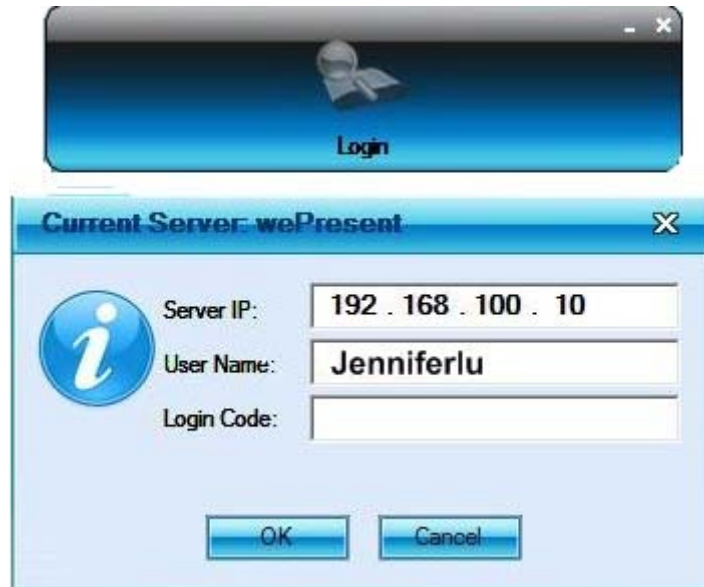 Login
Current Server: wePresent
Server IP: 192 . 168 . 100 . 10
User Name: Jenniferlu
Login Code:
OK Cancel